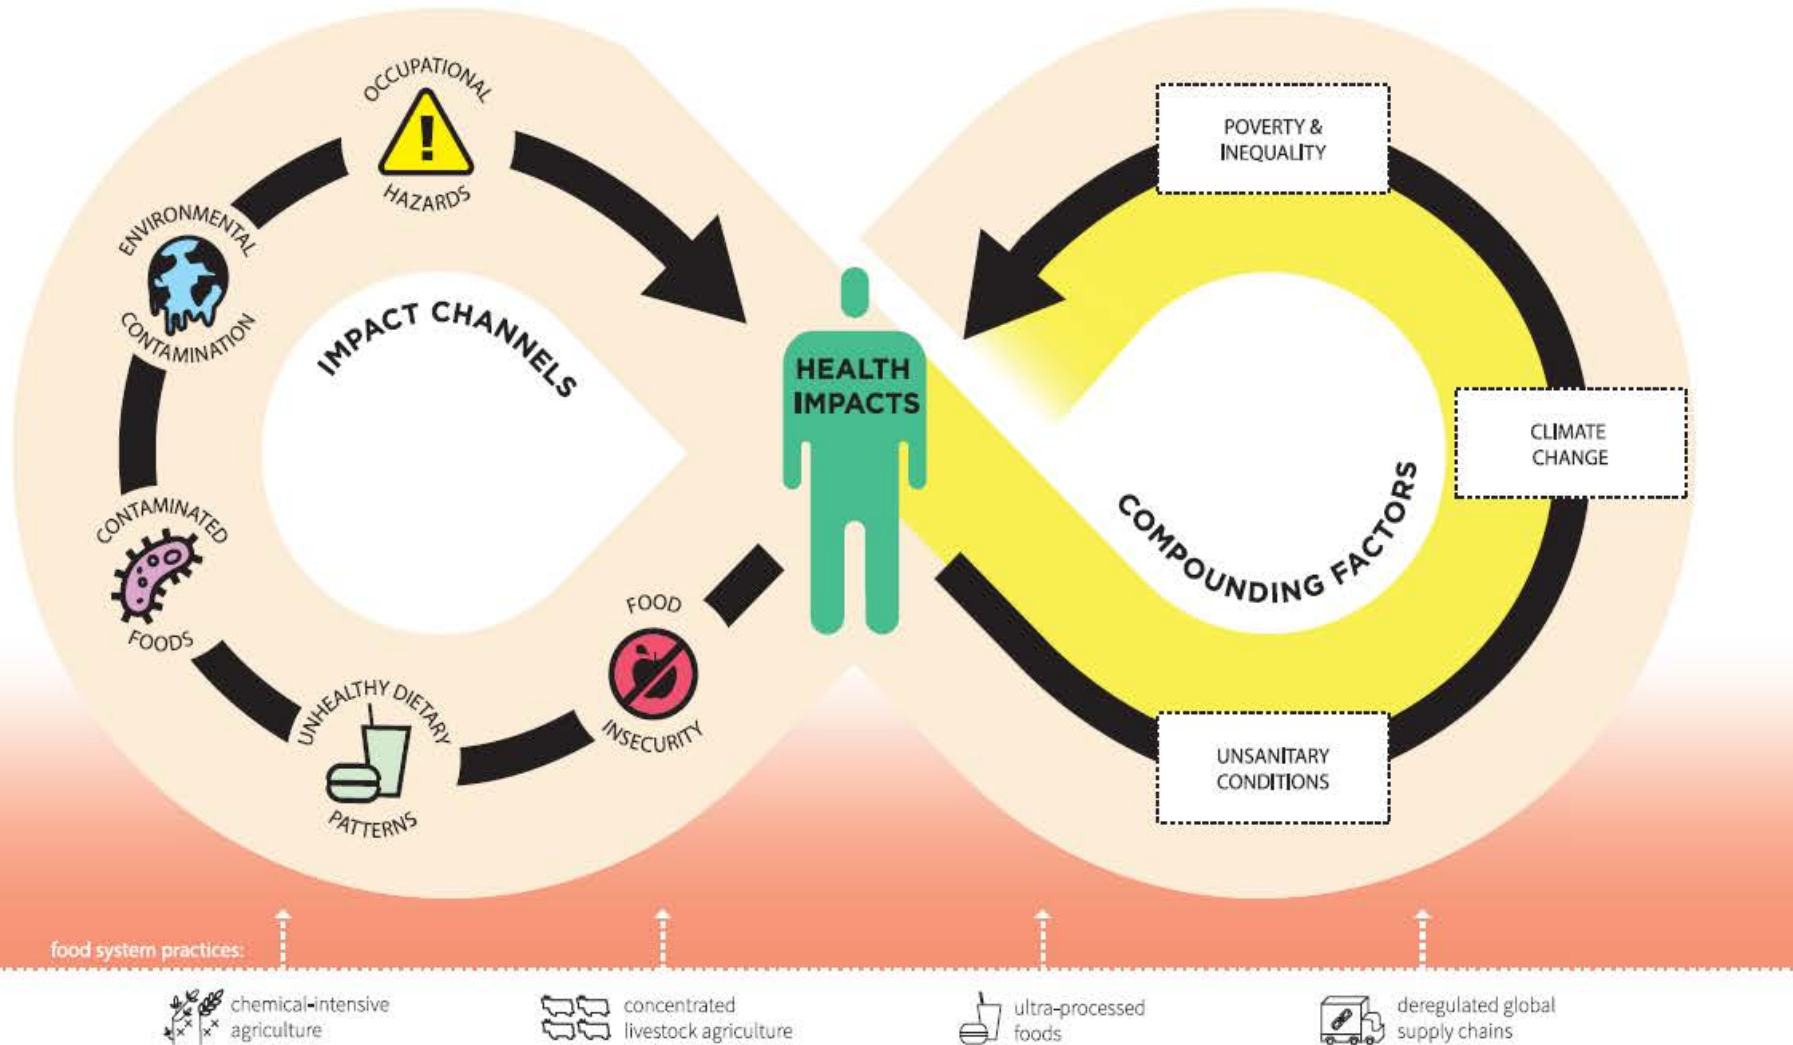 OCCUPATIONAL
HAZARDS
ENVIRONMENTAL
CONTAMINATION
CONTAMINATED
FOODS
UNHEALTHY DIETARY
PATTERNS
FOOD
INSECURITY
IMPACT CHANNELS
HEALTH
IMPACTS
POVERTY &
INEQUALITY
CLIMATE
CHANGE
UNSANITARY
CONDITIONS
COMPOUNDING FACTORS
food system practices:
chemical-intensive
agriculture
concentrated
livestock agriculture
ultra-processed
foods
deregulated global
supply chains